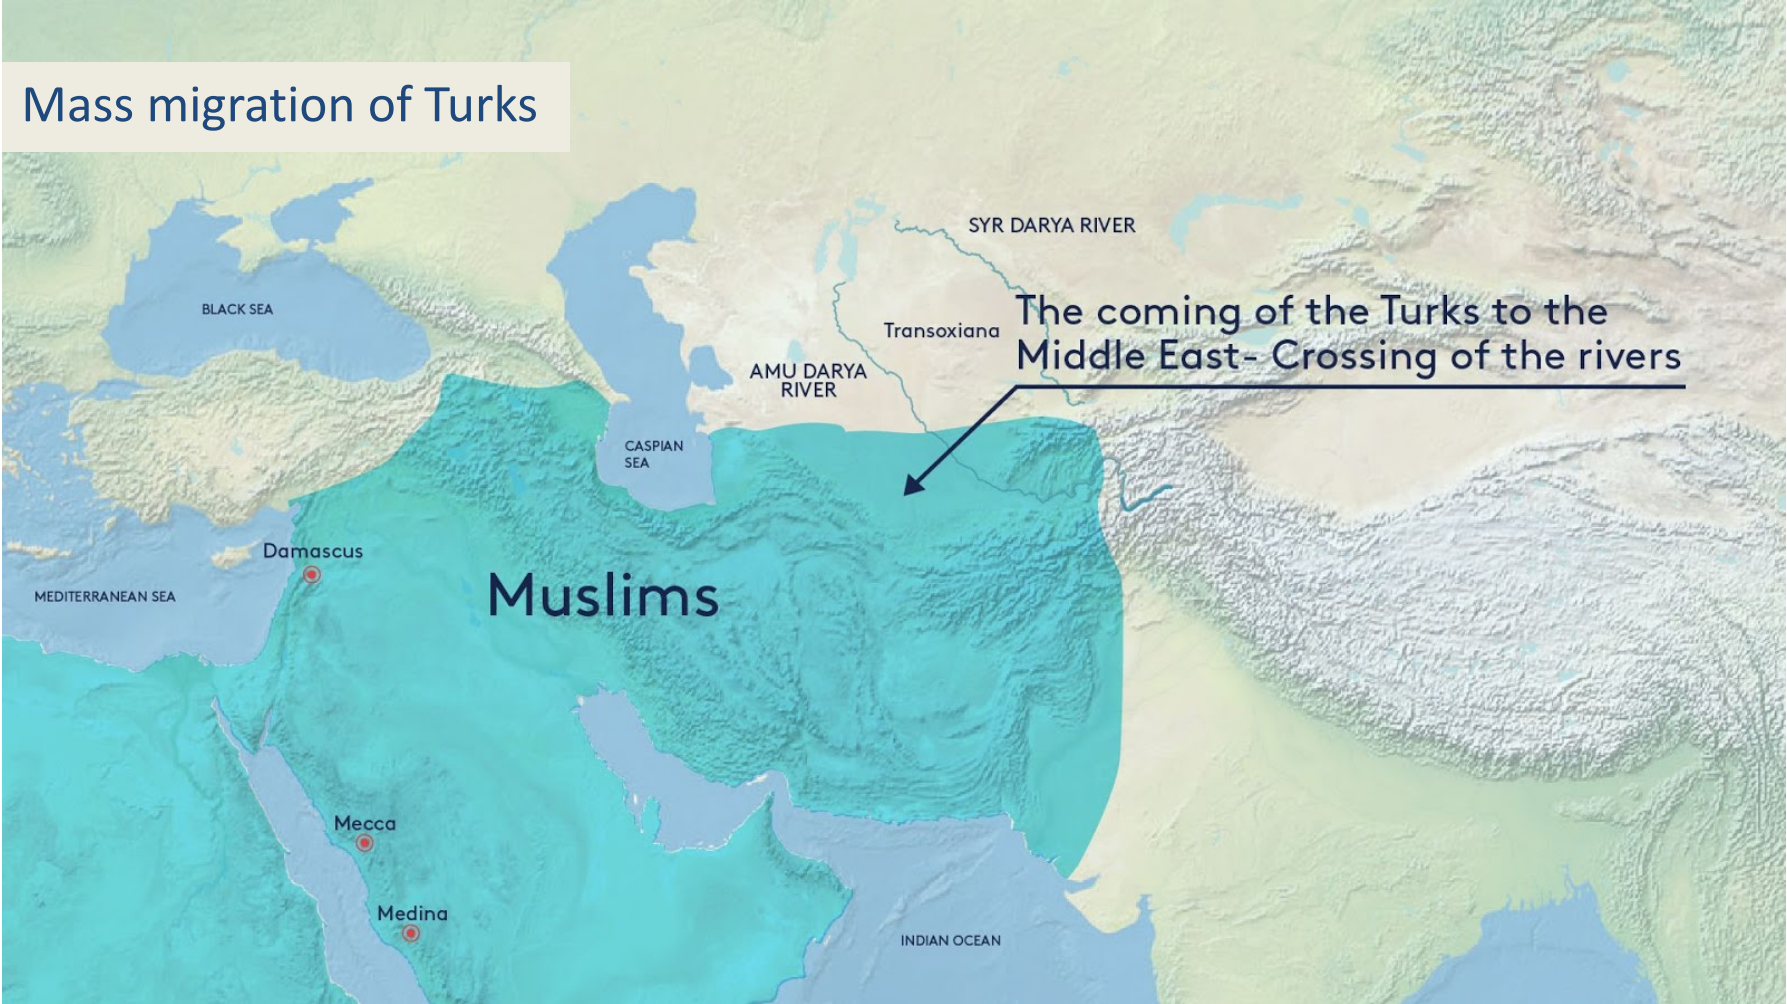 Mass migration of Turks
SYR DARYA RIVER
The coming of the Turks to the
Middle East- Crossing of the rivers
BLACK SEA
Transoxiana
AMU DARYA
RIVER
CASPIAN
SEA
Damascus
Muslims
MEDITERRANEAN SEA
Mecca
Medina
INDIAN OCEAN